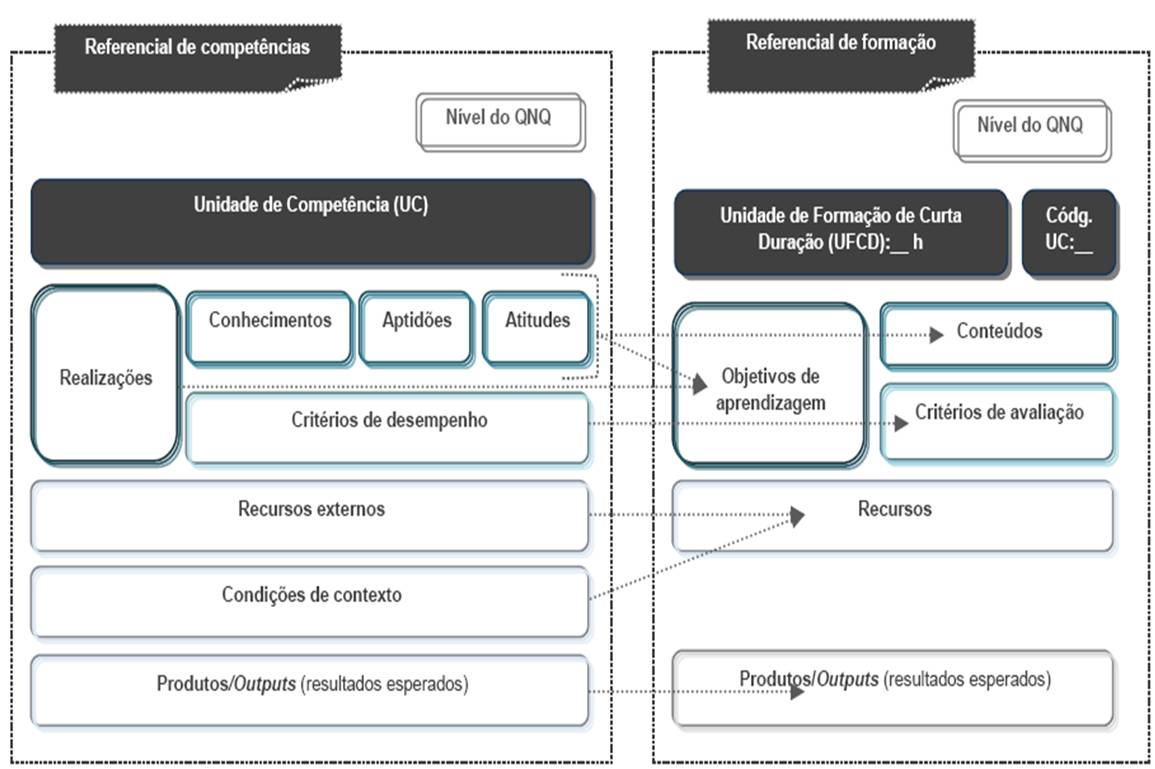 Referencial de competências
Nível do QNQ
Unidade de Competência (UC)
Realizações
Conhecimentos
Aptidões
Atitudes
Critérios de desempenho
Recursos externos
Condições de contexto
Produtos/Outputs (resultados esperados)
Referencial de formação
Nível do QNQ
Unidade de Formação de Curta
Duração (UFCD):__ h
Códg.
UC:__
Objetivos de
aprendizagem
Conteúdos
Critérios de avaliação
Recursos
Produtos/Outputs (resultados esperados)